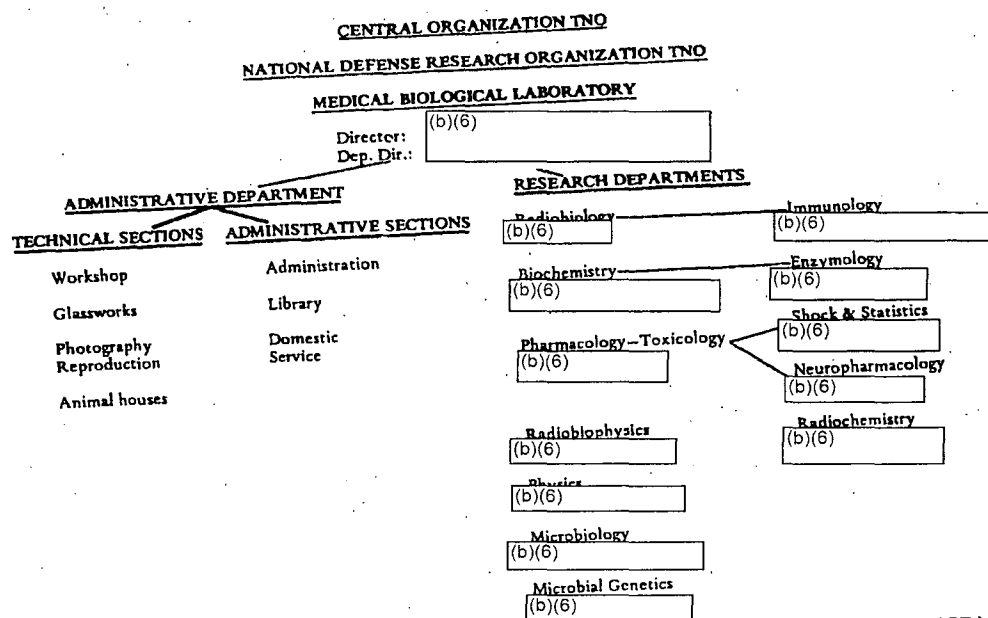 CENTRAL ORGANIZATION TNO
NATIONAL DEFENSE RESEARCH ORGANIZATION TNO
MEDICAL BIOLOGICAL LABORATORY
Director:
Dep. Dir.:
(b)(6)
ADMINISTRATIVE DEPARTMENT
TECHNICAL SECTIONS
Workshop
Glassworks
Photography
Reproduction
Animal houses
ADMINISTRATIVE SECTIONS
Administration
Library
Domestic
Service
RESEARCH DEPARTMENTS
Radiobiology
(b)(6)
Immunology
(b)(6)
Biochemistry
(b)(6)
Enzymology
(b)(6)
Pharmacology-Toxicology
(b)(6)
Shock & Statistics
(b)(6)
Neuropharmacology
(b)(6)
Radiobiophysics
(b)(6)
Radiochemistry
(b)(6)
Physics
(b)(6)
Microbiology
(b)(6)
Microbial Genetics
(b)(6)